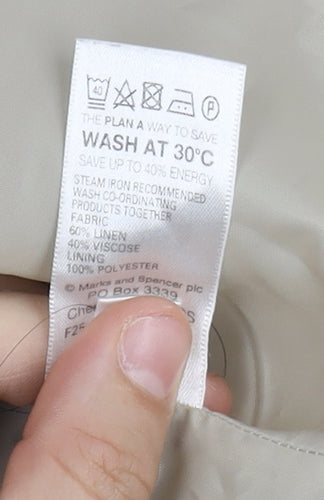 40 P
THE PLAN A WAY TO SAVE
WASH AT 30°C
SAVE UP TO 40% ENERGY
STEAM IRON RECOMMENDED
WASH CO-ORDINATING
PRODUCTS TOGETHER
FABRIC
60% LINEN
40% VISCOSE
LINING
100% POLYESTER
© Marks and Spencer plc
PO Box 3339